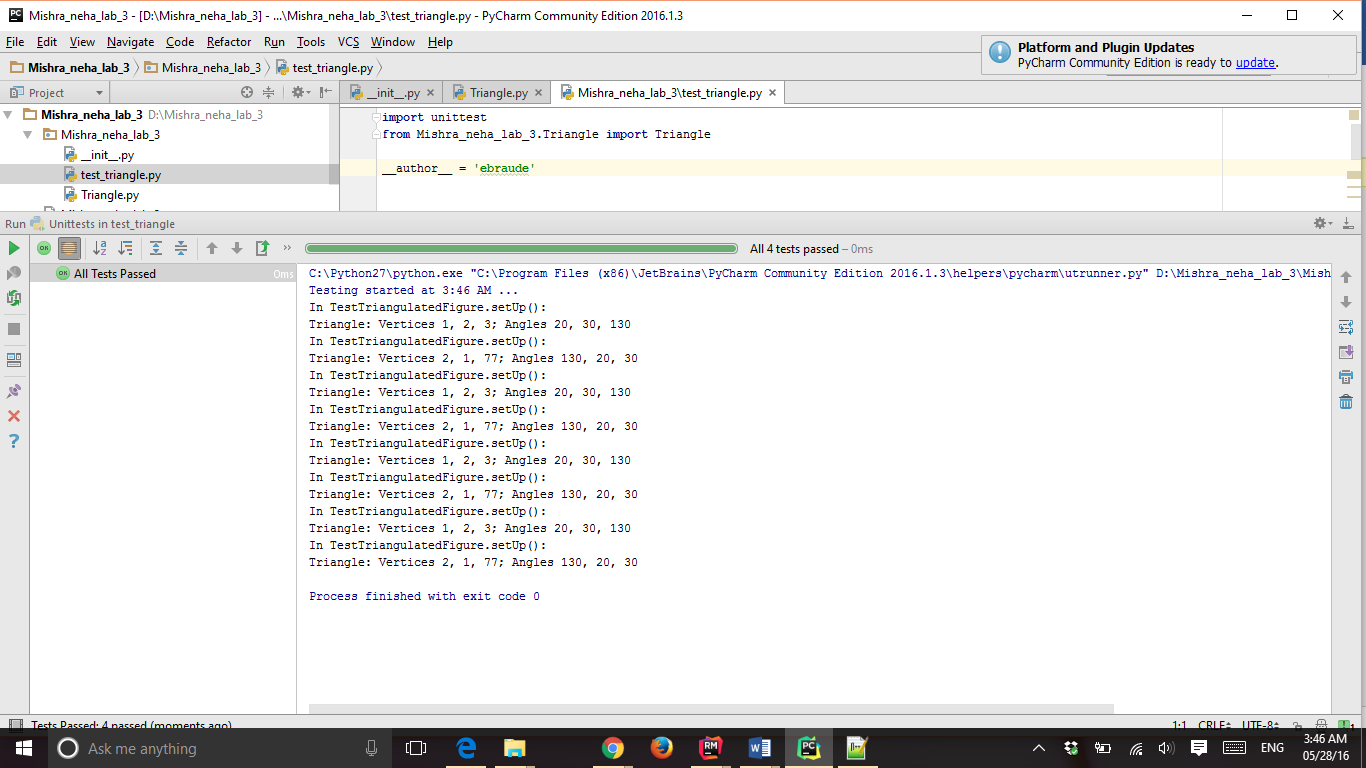 Mishra_neha_lab_3 - [D:\Mishra_neha_lab_3] - ...\Mishra_neha_lab_3\test_triangle.py - PyCharm Community Edition 2016.1.3
File Edit View Navigate Code Refactor Run Tools VCS Window Help
Platform and Plugin Updates
PyCharm Community Edition is ready to update.
Mishra_neha_lab_3 Mishra_neha_lab_3 test_triangle.py
Project
__init__.py Triangle.py Mishra_neha_lab_3\test_triangle.py
Mishra_neha_lab_3 D:\Mishra_neha_lab_3
Mishra_neha_lab_3
__init__.py
test_triangle.py
Triangle.py
import unittest
from Mishra_neha_lab_3.Triangle import Triangle
__author__ = 'ebraude'
Run Unittests in test_triangle
All 4 tests passed – 0ms
OK All Tests Passed 0ms
C:\Python27\python.exe "C:\Program Files (x86)\JetBrains\PyCharm Community Edition 2016.1.3\helpers\pycharm\utrunner.py" D:\Mishra_neha_lab_3\Mish
Testing started at 3:46 AM ...
In TestTriangulatedFigure.setUp():
Triangle: Vertices 1, 2, 3; Angles 20, 30, 130
In TestTriangulatedFigure.setUp():
Triangle: Vertices 2, 1, 77; Angles 130, 20, 30
In TestTriangulatedFigure.setUp():
Triangle: Vertices 1, 2, 3; Angles 20, 30, 130
In TestTriangulatedFigure.setUp():
Triangle: Vertices 2, 1, 77; Angles 130, 20, 30
In TestTriangulatedFigure.setUp():
Triangle: Vertices 1, 2, 3; Angles 20, 30, 130
In TestTriangulatedFigure.setUp():
Triangle: Vertices 2, 1, 77; Angles 130, 20, 30
In TestTriangulatedFigure.setUp():
Triangle: Vertices 1, 2, 3; Angles 20, 30, 130
In TestTriangulatedFigure.setUp():
Triangle: Vertices 2, 1, 77; Angles 130, 20, 30
Process finished with exit code 0
Tests Passed: 4 passed (moments ago)
1:1 CRLF UTF-8
Ask me anything
ENG
3:46 AM
05/28/16